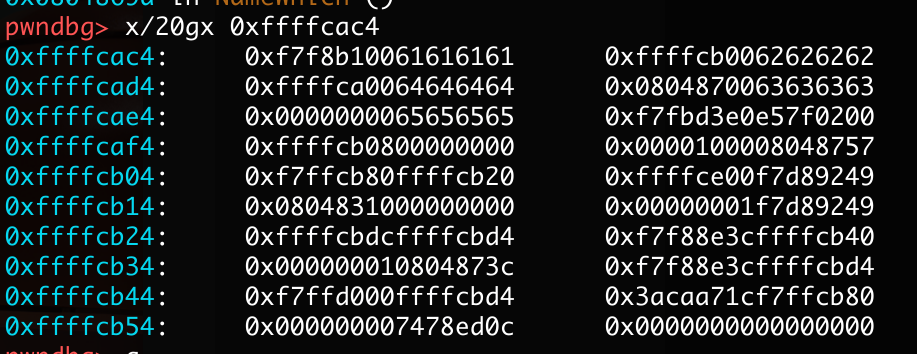 pwndbg> x/20gx 0xffffcac4
0xffffcac4: 0xf7f8b10061616161 0xffffcb0062626262
0xffffcad4: 0xffffca0064646464 0x0804870063636363
0xffffcae4: 0x0000000065656565 0xf7fbd3e0e57f0200
0xffffcaf4: 0xffffcb0800000000 0x0000100008048757
0xffffcb04: 0xf7ffcb80ffffcb20 0xffffce00f7d89249
0xffffcb14: 0x0804831000000000 0x00000001f7d89249
0xffffcb24: 0xffffcbdcffffcbd4 0xf7f88e3cffffcb40
0xffffcb34: 0x000000010804873c 0xf7f88e3cffffcbd4
0xffffcb44: 0xf7ffd000ffffcbd4 0x3acaa71cf7ffcb80
0xffffcb54: 0x000000007478ed0c 0x0000000000000000